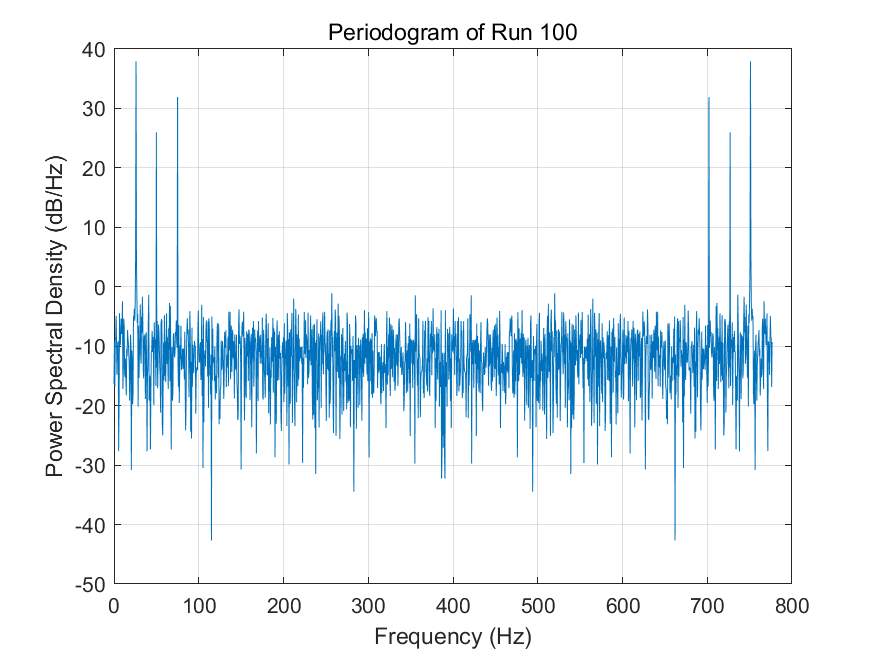 Periodogram of Run 100
Power Spectral Density (dB/Hz)
40
30
20
10
0
-10
-20
-30
-40
-50
0 100 200 300 400 500 600 700 800
Frequency (Hz)